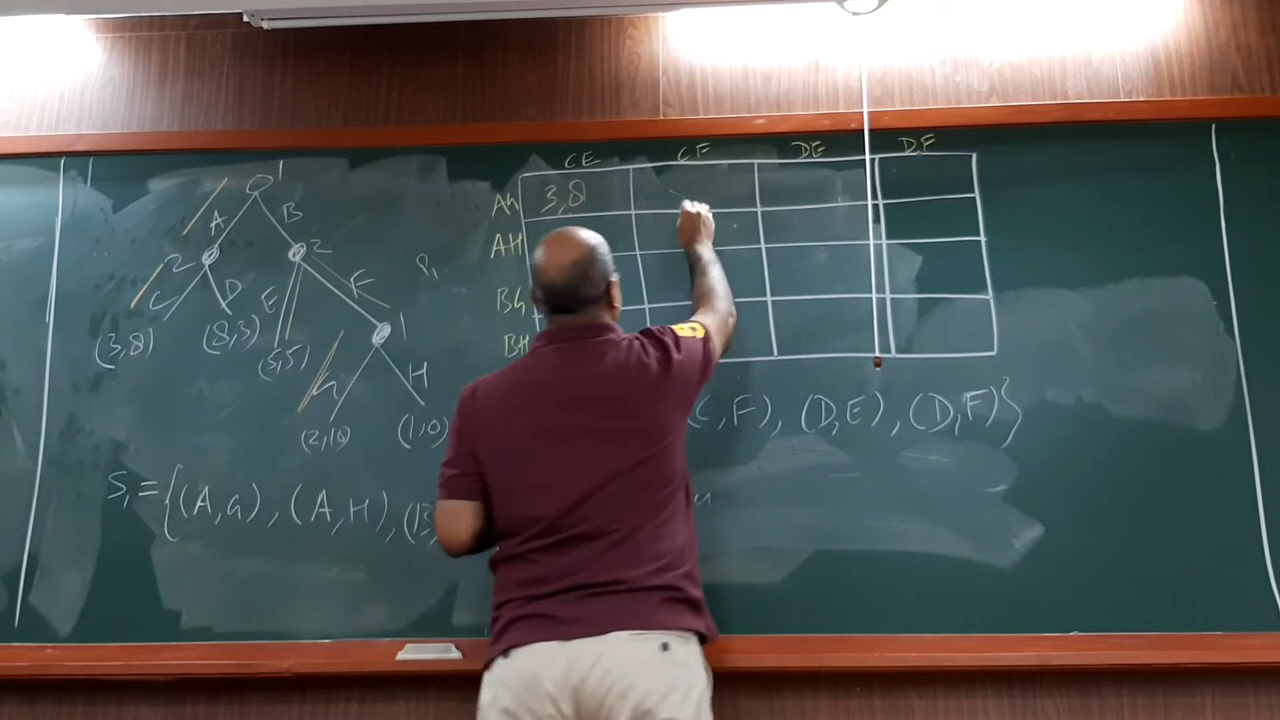 1
A B
2 2
C D E F
(3,8) (8,3) (5,5) 1
G H
(2,10) (1,0)
P₁
CE CF DE DF
AG 3,8
AH
BG
BH
C,F), (D,E), (D,F)}
S₁ = {(A,G), (A,H), (B